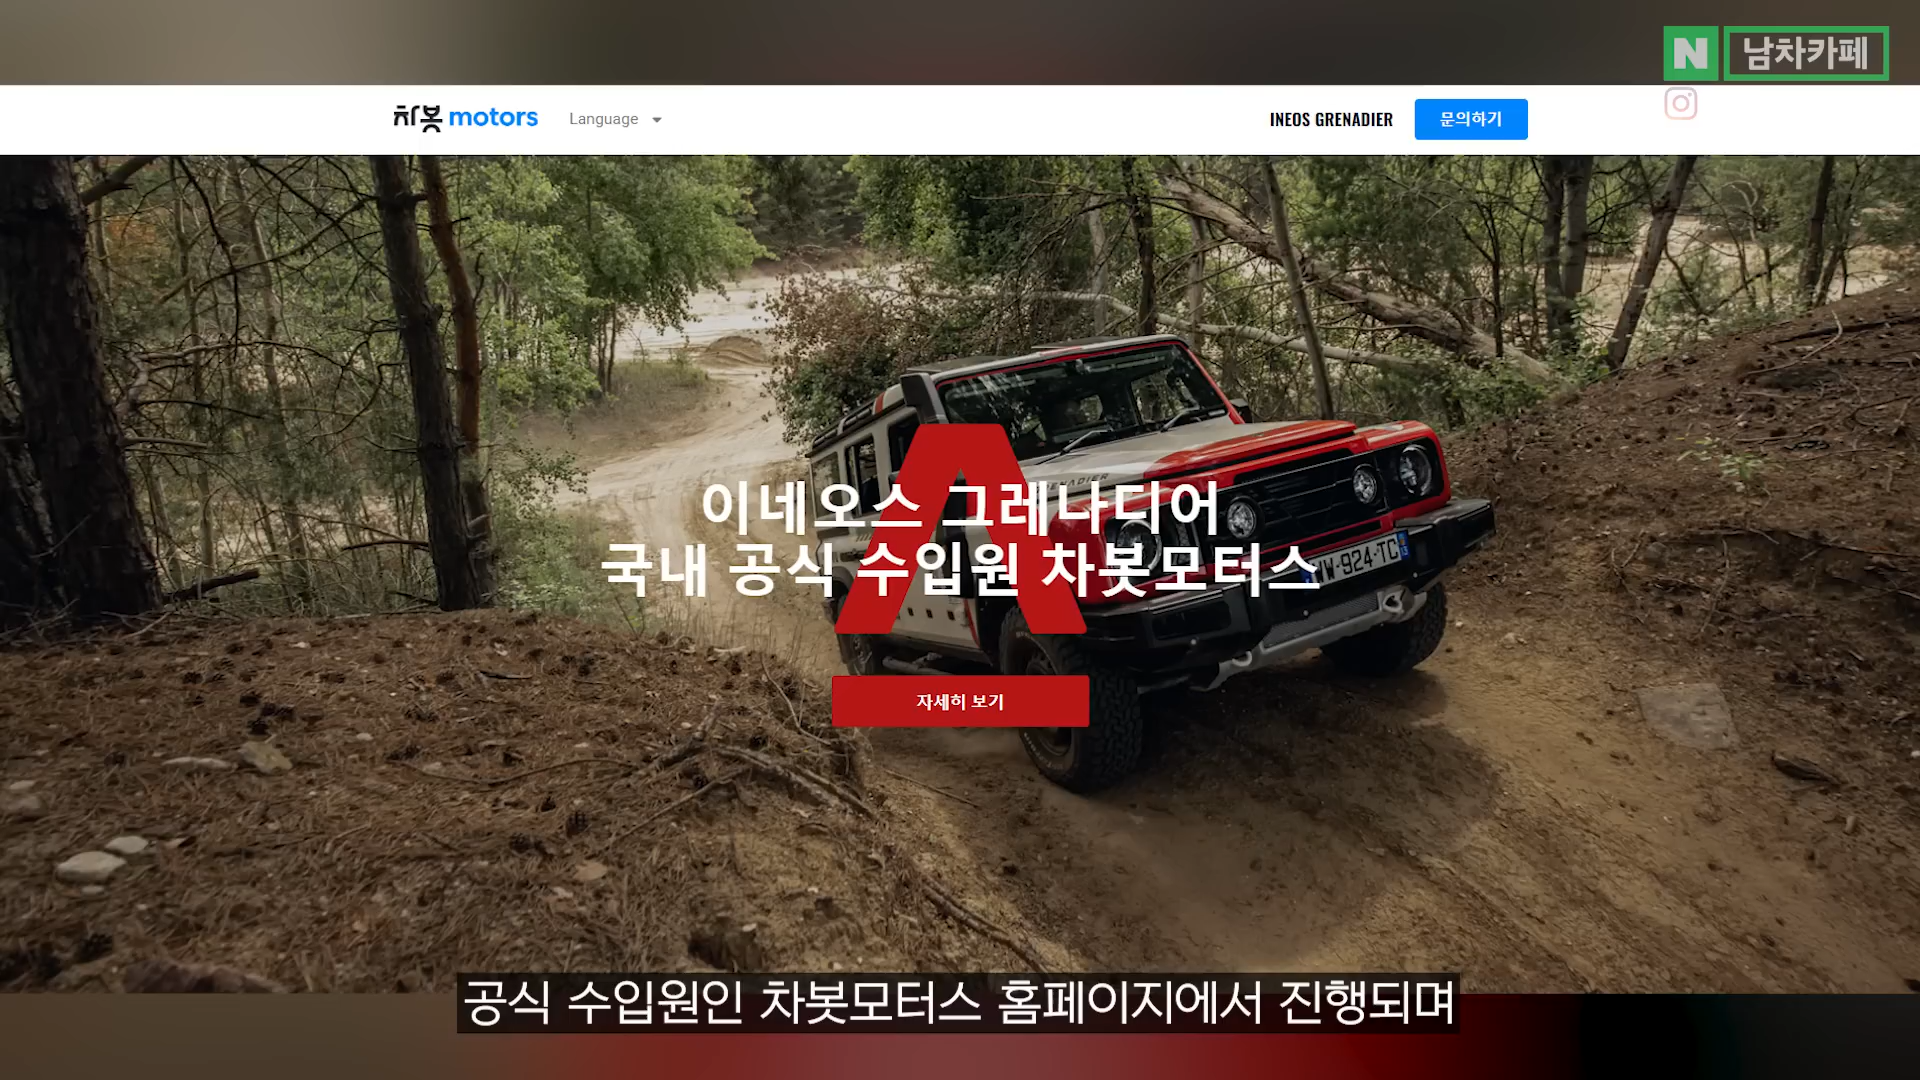 N 남차카페
차봇 motors
Language
INEOS GRENADIER
문의하기
GRENADIER
이네오스 그레나디어
국내 공식 수입원 차봇모터스
W-924-TC
자세히 보기
공식 수입원인 차봇모터스 홈페이지에서 진행되며